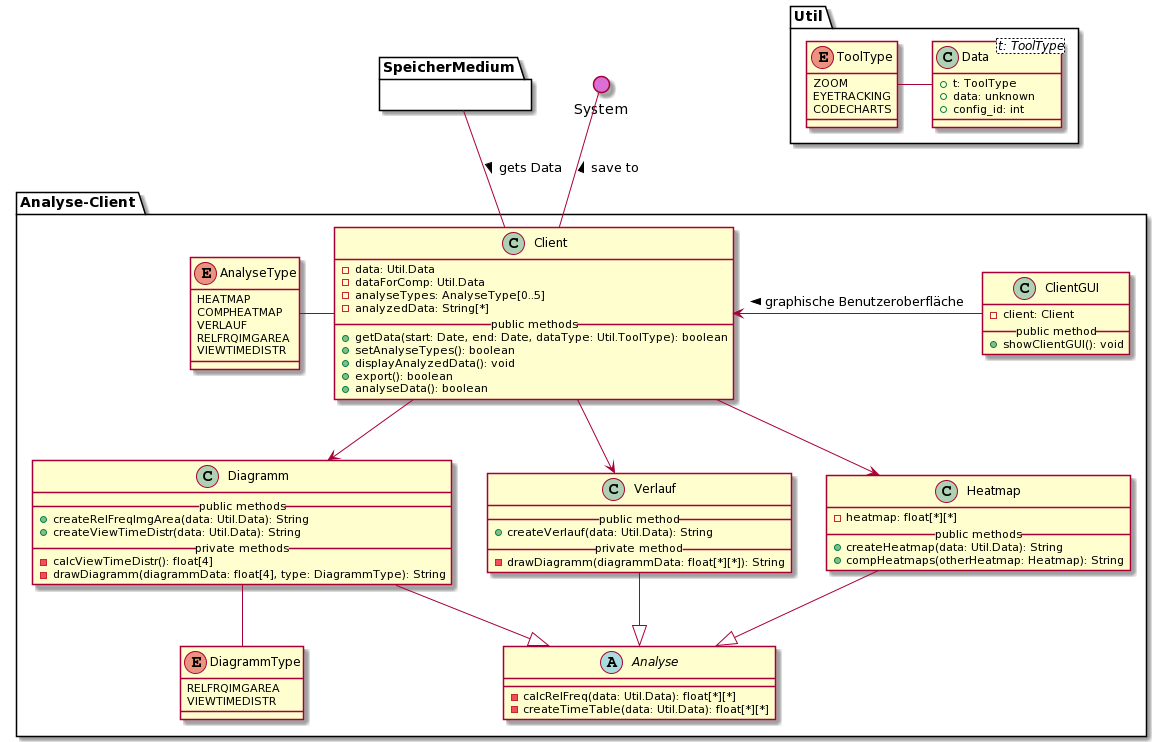 Util
E ToolType
ZOOM
EYETRACKING
CODECHARTS
C Data
t: ToolType
t: ToolType
data: unknown
config_id: int
SpeicherMedium
System
gets Data
save to
Analyse-Client
E AnalyseType
HEATMAP
COMPHEATMAP
VERLAUF
RELFRQIMGAREA
VIEWTIMEDISTR
C Client
data: Util.Data
dataForComp: Util.Data
analyseTypes: AnalyseType[0..5]
analyzedData: String[*]
public methods
getData(start: Date, end: Date, dataType: Util.ToolType): boolean
setAnalyseTypes(): boolean
displayAnalyzedData(): void
export(): boolean
analyseData(): boolean
graphische Benutzeroberfläche
C ClientGUI
client: Client
public method
showClientGUI(): void
C Diagramm
public methods
createRelFreqImgArea(data: Util.Data): String
createViewTimeDistr(data: Util.Data): String
private methods
calcViewTimeDistr(): float[4]
drawDiagramm(diagrammData: float[4], type: DiagrammType): String
C Verlauf
public method
createVerlauf(data: Util.Data): String
private method
drawDiagramm(diagrammData: float[*][*]): String
C Heatmap
heatmap: float[*][*]
public methods
createHeatmap(data: Util.Data): String
compHeatmaps(otherHeatmap: Heatmap): String
E DiagrammType
RELFRQIMGAREA
VIEWTIMEDISTR
A Analyse
calcRelFreq(data: Util.Data): float[*][*]
createTimeTable(data: Util.Data): float[*][*]